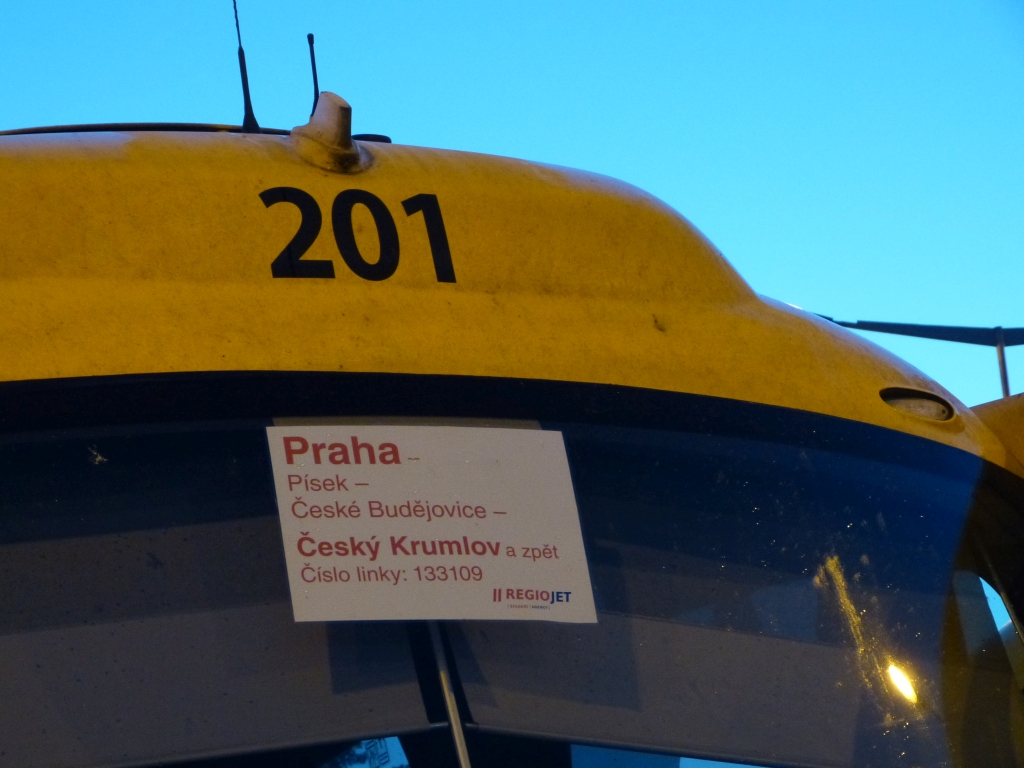 201
Praha –
Písek –
České Budějovice –
Český Krumlov a zpět
Číslo linky: 133109
REGIOJET